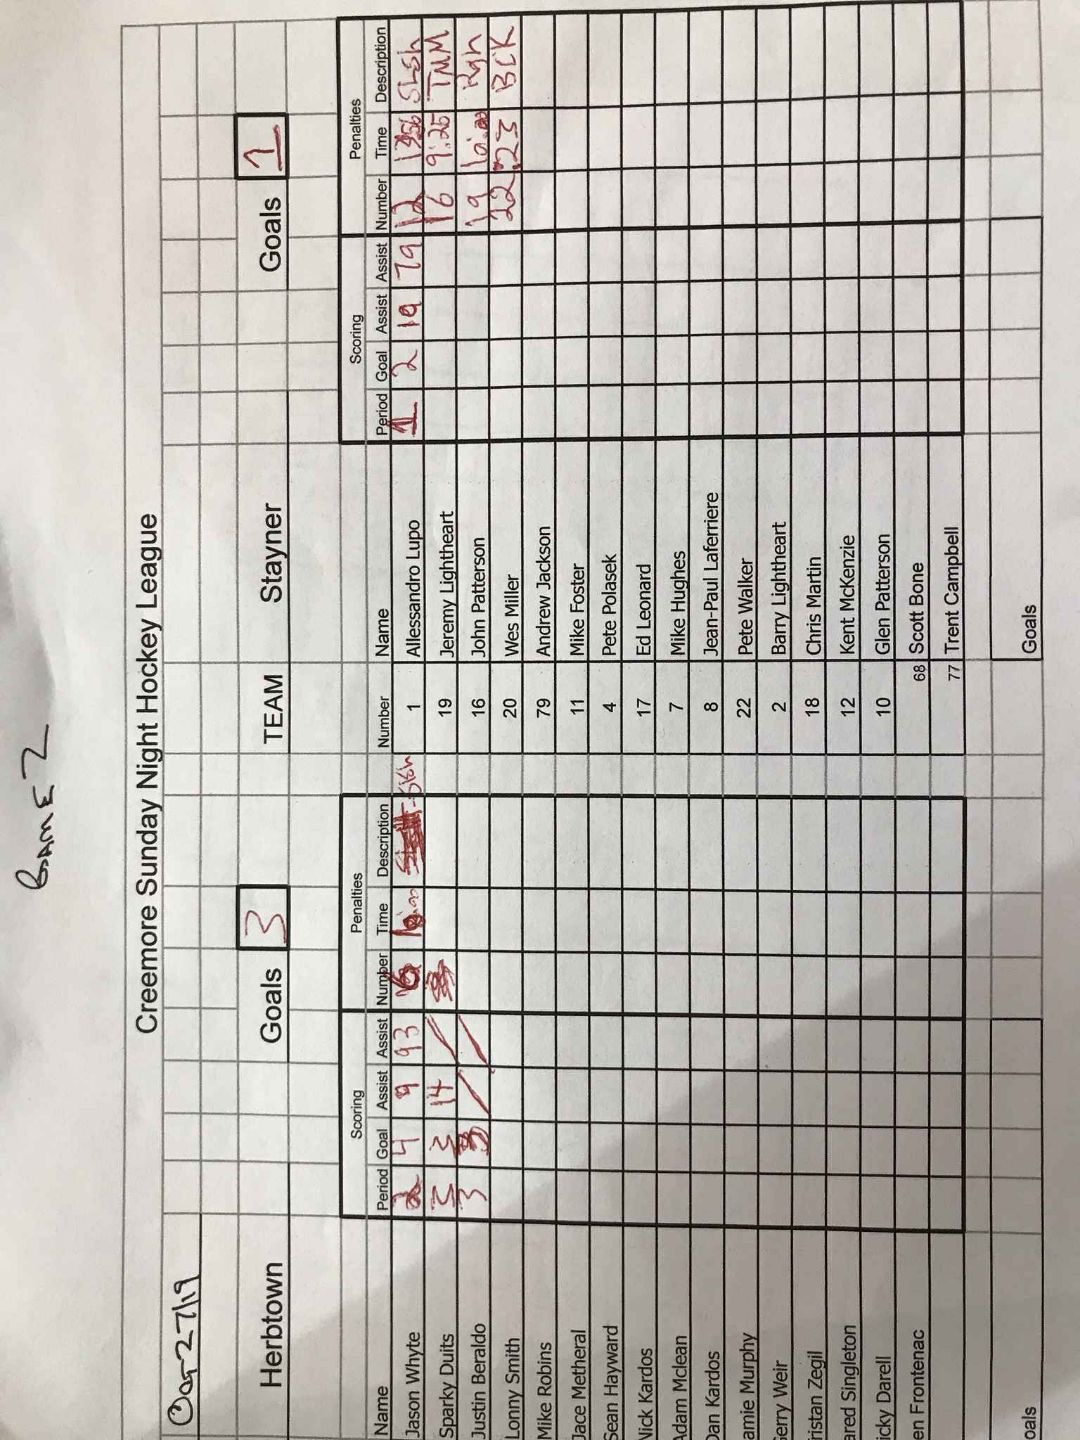 GAME 2
Creemore Sunday Night Hockey League
Oct 27/19
Herbtown Goals 3 TEAM Stayner Goals 1
Scoring Penalties Scoring Penalties
Name Period Goal Assist Assist Number Time Description Number Name Period Goal Assist Assist Number Time Description
Jason Whyte 2 4 9 93 6 10:00 Slsh 1 Allessandro Lupo 1 2 19 79 12 13:56 SLsh
Sparky Duits 3 3 14 / 19 Jeremy Lightheart 16 9:25 TMM
Justin Beraldo 3 3 / / 16 John Patterson 19 10:00 Rgh
Lonny Smith 20 Wes Miller 22 :23 BCK
Mike Robins 79 Andrew Jackson
Jace Metheral 11 Mike Foster
Sean Hayward 4 Pete Polasek
Nick Kardos 17 Ed Leonard
Adam Mclean 7 Mike Hughes
Dan Kardos 8 Jean-Paul Laferriere
amie Murphy 22 Pete Walker
Gerry Weir 2 Barry Lightheart
ristan Zegil 18 Chris Martin
ared Singleton 12 Kent McKenzie
icky Darell 10 Glen Patterson
en Frontenac 68 Scott Bone
77 Trent Campbell
oals Goals